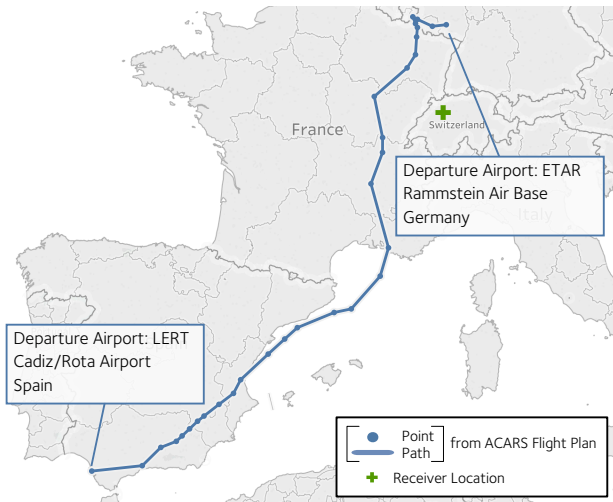 France
Switzerland
Departure Airport: ETAR
Rammstein Air Base
Germany
Italy
Departure Airport: LERT
Cadiz/Rota Airport
Spain
Point
Path
from ACARS Flight Plan
Receiver Location